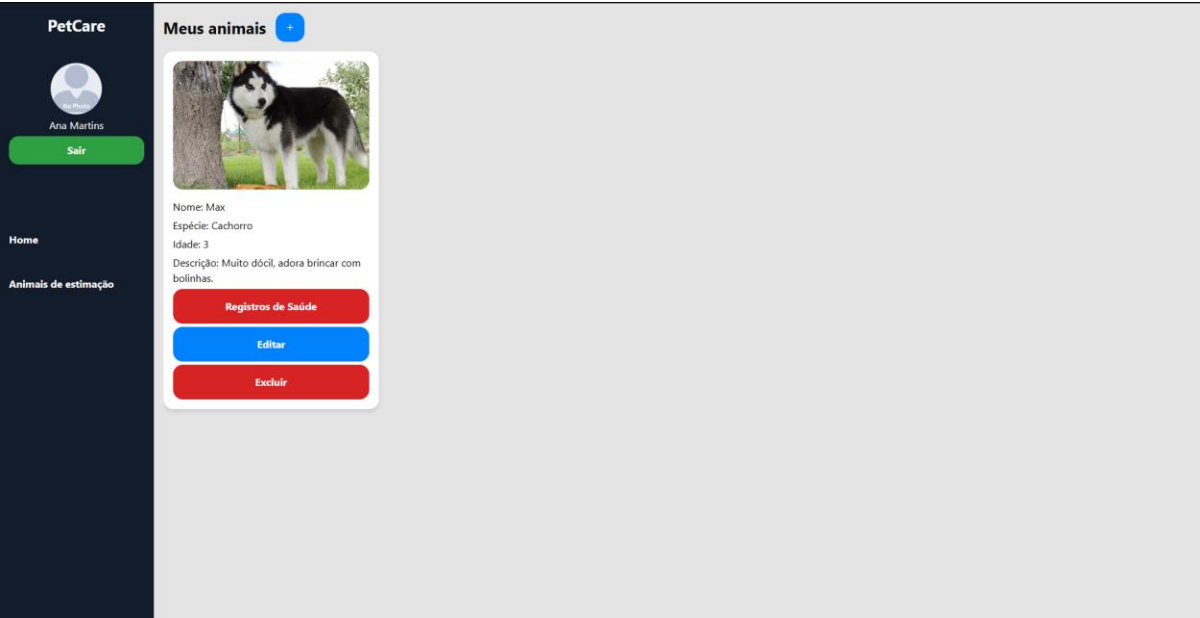 PetCare
No Photo
Ana Martins
Sair
Home
Animais de estimação
Meus animais +
Nome: Max
Espécie: Cachorro
Idade: 3
Descrição: Muito dócil, adora brincar com
bolinhas.
Registros de Saúde
Editar
Excluir